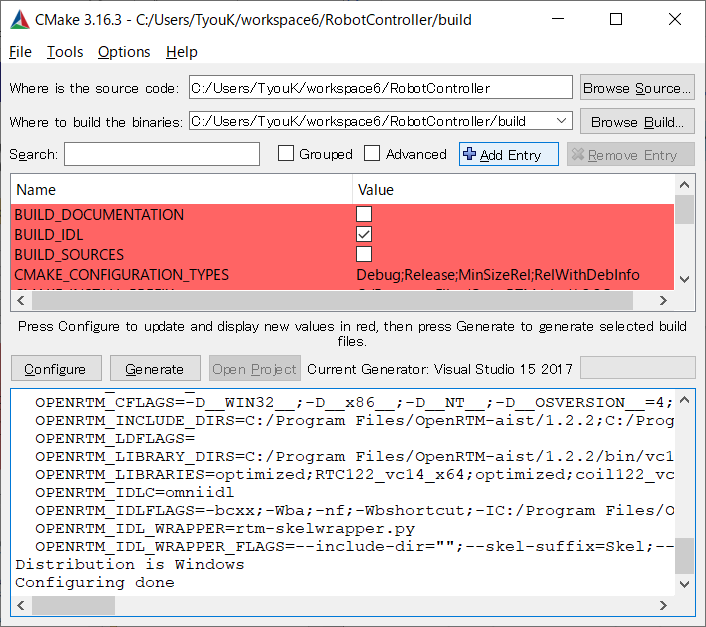 CMake 3.16.3 - C:/Users/TyouK/workspace6/RobotController/build
File Tools Options Help
Where is the source code: C:/Users/TyouK/workspace6/RobotController Browse Source...
Where to build the binaries: C:/Users/TyouK/workspace6/RobotController/build Browse Build...
Search: Grouped Advanced Add Entry Remove Entry
Name Value
BUILD_DOCUMENTATION
BUILD_IDL
BUILD_SOURCES
CMAKE_CONFIGURATION_TYPES Debug;Release;MinSizeRel;RelWithDebInfo
Press Configure to update and display new values in red, then press Generate to generate selected build
files.
Configure Generate Open Project Current Generator: Visual Studio 15 2017
OPENRTM_CFLAGS=-D__WIN32__;-D__x86__;-D__NT__;-D__OSVERSION__=4;
OPENRTM_INCLUDE_DIRS=C:/Program Files/OpenRTM-aist/1.2.2;C:/Prog
OPENRTM_LDFLAGS=
OPENRTM_LIBRARY_DIRS=C:/Program Files/OpenRTM-aist/1.2.2/bin/vc1
OPENRTM_LIBRARIES=optimized;RTC122_vc14_x64;optimized;coil122_vc
OPENRTM_IDLC=omniidl
OPENRTM_IDLFLAGS=-bcxx;-Wba;-nf;-Wbshortcut;-IC:/Program Files/O
OPENRTM_IDL_WRAPPER=rtm-skelwrapper.py
OPENRTM_IDL_WRAPPER_FLAGS=--include-dir="";--skel-suffix=Skel;--
Distribution is Windows
Configuring done